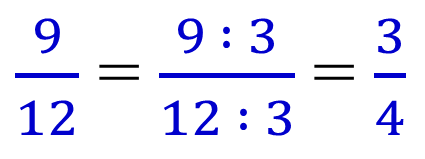 9/12 = 9 : 3/12 : 3 = 3/4